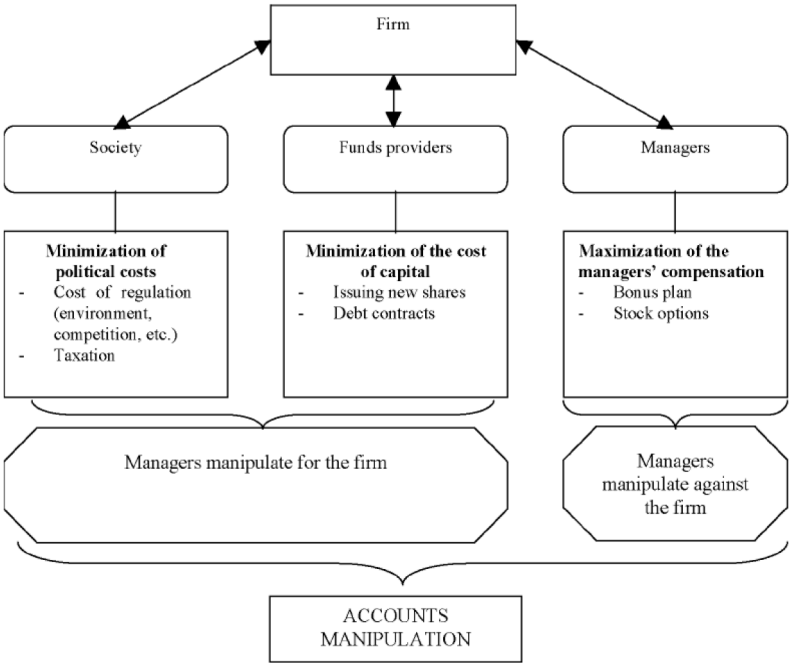 Firm
Society
Funds providers
Managers
Minimization of
political costs
- Cost of regulation
(environment,
competition, etc.)
- Taxation
Minimization of the cost
of capital
- Issuing new shares
- Debt contracts
Maximization of the
managers' compensation
- Bonus plan
- Stock options
Managers manipulate for the firm
Managers
manipulate against
the firm
ACCOUNTS
MANIPULATION